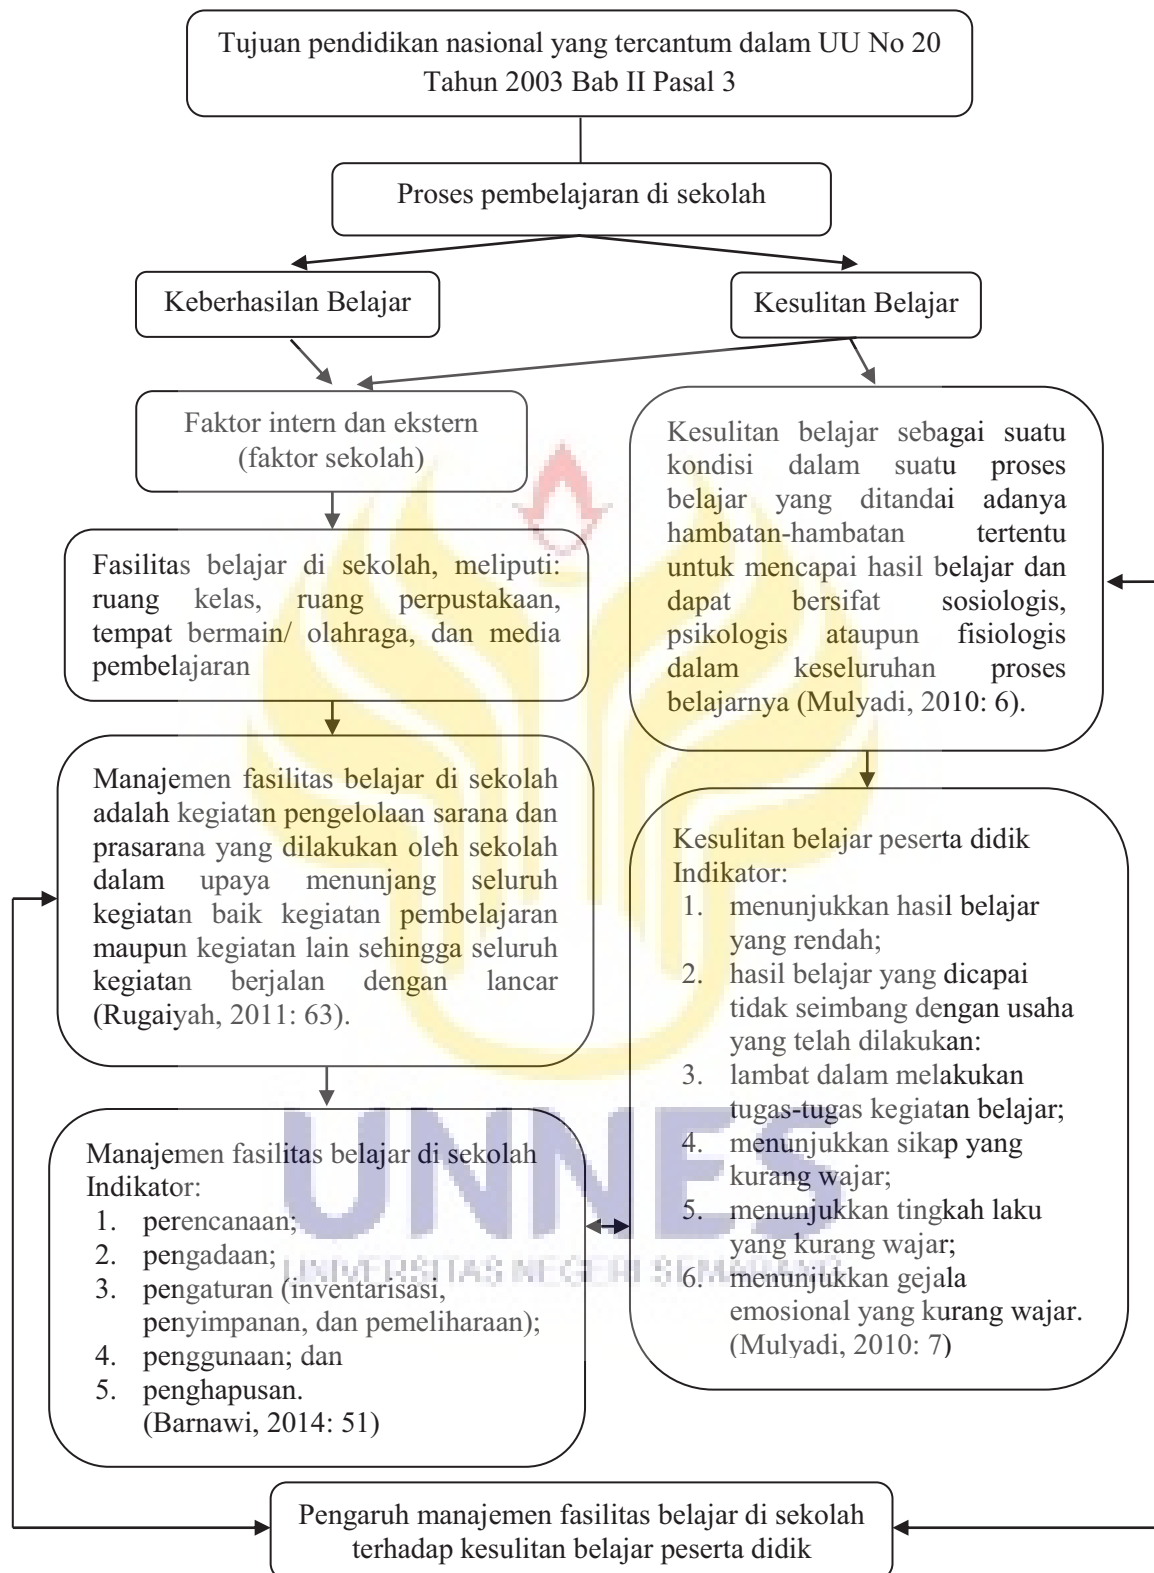 Tujuan pendidikan nasional yang tercantum dalam UU No 20
Tahun 2003 Bab II Pasal 3
Proses pembelajaran di sekolah
Keberhasilan Belajar
Kesulitan Belajar
Faktor intern dan ekstern
(faktor sekolah)
Fasilitas belajar di sekolah, meliputi:
ruang kelas, ruang perpustakaan,
tempat bermain/ olahraga, dan media
pembelajaran
Manajemen fasilitas belajar di sekolah
adalah kegiatan pengelolaan sarana dan
prasarana yang dilakukan oleh sekolah
dalam upaya menunjang seluruh
kegiatan baik kegiatan pembelajaran
maupun kegiatan lain sehingga seluruh
kegiatan berjalan dengan lancar
(Rugaiyah, 2011: 63).
Manajemen fasilitas belajar di sekolah
Indikator:
1. perencanaan;
2. pengadaan;
3. pengaturan (inventarisasi,
penyimpanan, dan pemeliharaan);
4. penggunaan; dan
5. penghapusan.
(Barnawi, 2014: 51)
Kesulitan belajar sebagai suatu
kondisi dalam suatu proses
belajar yang ditandai adanya
hambatan-hambatan tertentu
untuk mencapai hasil belajar dan
dapat bersifat sosiologis,
psikologis ataupun fisiologis
dalam keseluruhan proses
belajarnya (Mulyadi, 2010: 6).
Kesulitan belajar peserta didik
Indikator:
1. menunjukkan hasil belajar
yang rendah;
2. hasil belajar yang dicapai
tidak seimbang dengan usaha
yang telah dilakukan:
3. lambat dalam melakukan
tugas-tugas kegiatan belajar;
4. menunjukkan sikap yang
kurang wajar;
5. menunjukkan tingkah laku
yang kurang wajar;
6. menunjukkan gejala
emosional yang kurang wajar.
(Mulyadi, 2010: 7)
UNNES
UNIVERSITAS NEGERI SEMARANG
Pengaruh manajemen fasilitas belajar di sekolah
terhadap kesulitan belajar peserta didik